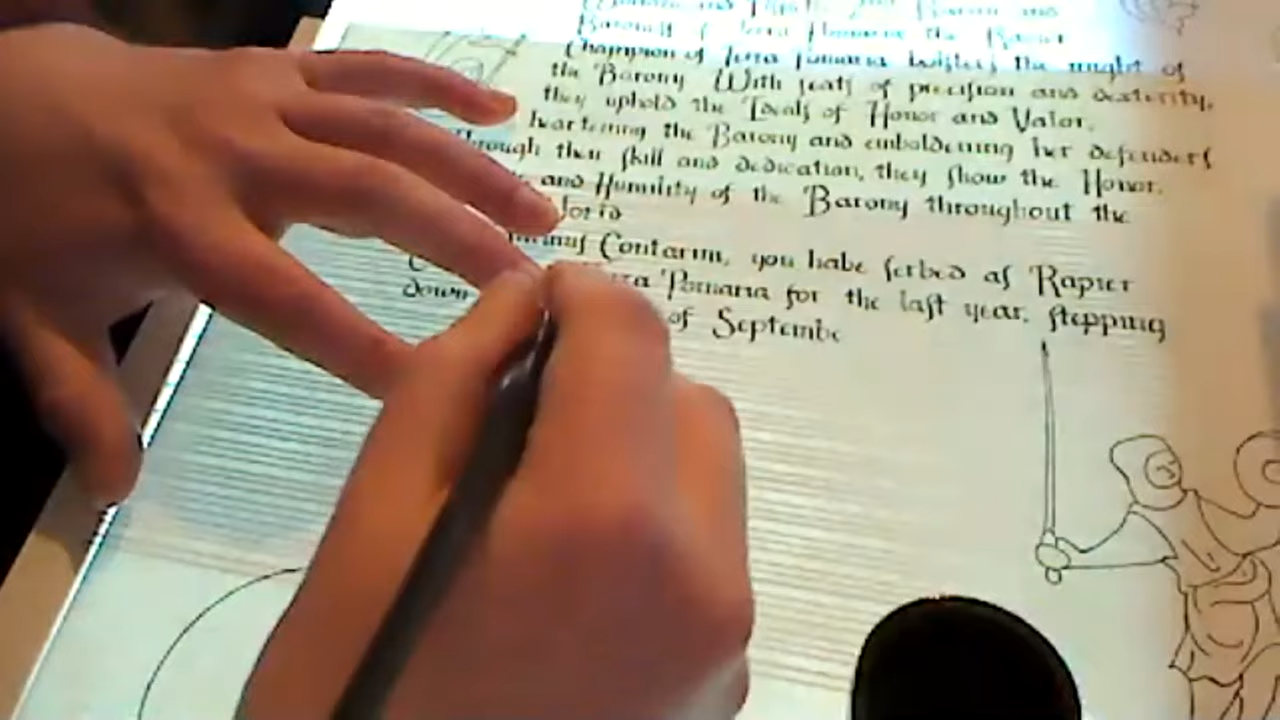 Baron and
Champion of Terra Pomaria bolsters the might of
the Barony With feats of precision and dexterity,
they uphold the Ideals of Honor and Valor,
heartening the Barony and emboldening her defenders
Through their skill and dedication, they show the Honor,
and Humility of the Barony throughout the
Contarini, you have served as Rapier
Pomaria for the last year, stepping
down of Septembe